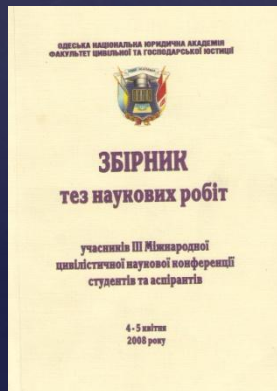 ОДЕСЬКА НАЦІОНАЛЬНА ЮРИДИЧНА АКАДЕМІЯ
ФАКУЛЬТЕТ ЦИВІЛЬНОЇ ТА ГОСПОДАРСЬКОЇ ЮСТИЦІЇ
ЗБІРНИК
тез наукових робіт
учасників ІІІ Міжнародної
цивілістичної наукової конференції
студентів та аспірантів
4-5 квітня
2008 року